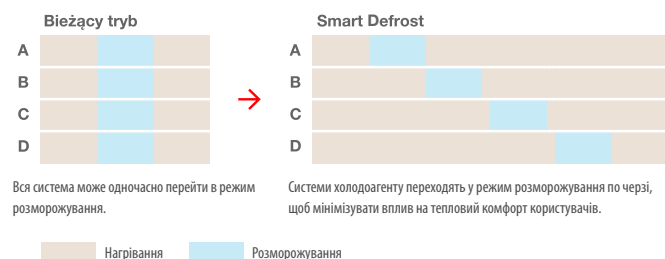 Bieżący tryb
Smart Defrost
A
B
C
D
A
B
C
D
Вся система може одночасно перейти в режим
розморожування.
Системи холодоагенту переходять у режим розморожування по черзі,
щоб мінімізувати вплив на тепловий комфорт користувачів.
Нагрівання
Розморожування